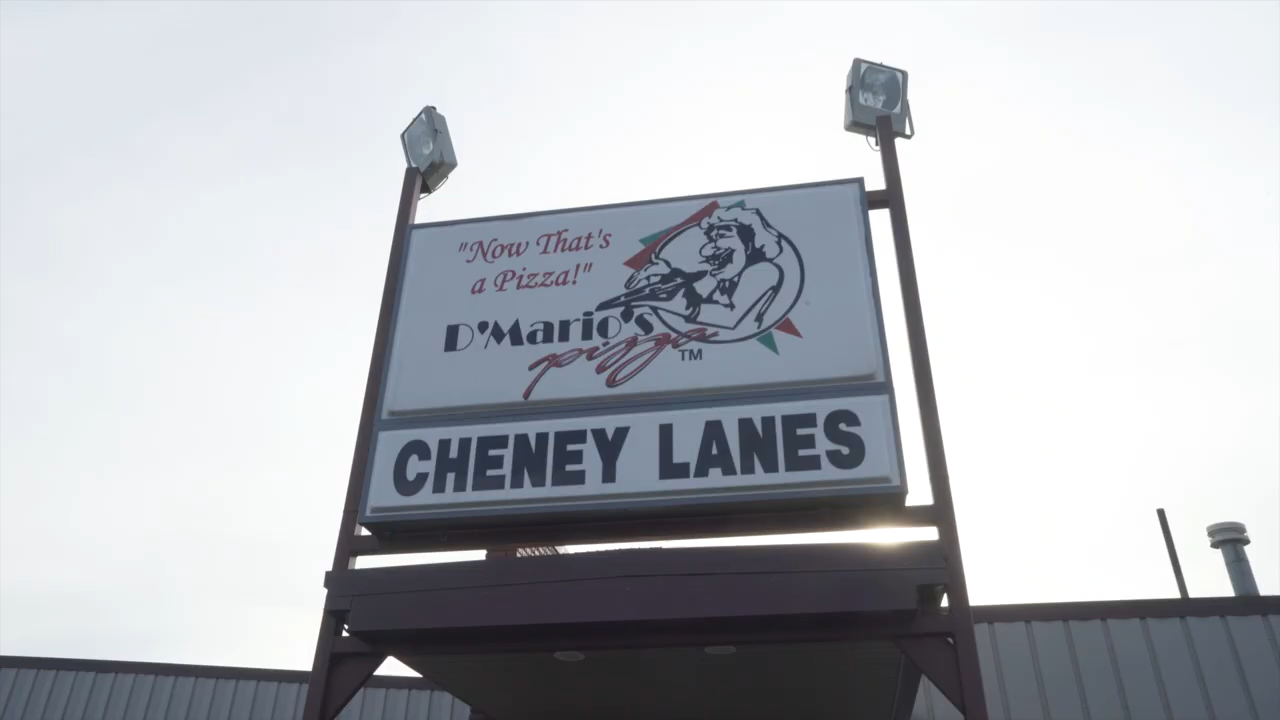 "Now That's
a Pizza!"
D'Mario's
pizza TM
CHENEY LANES